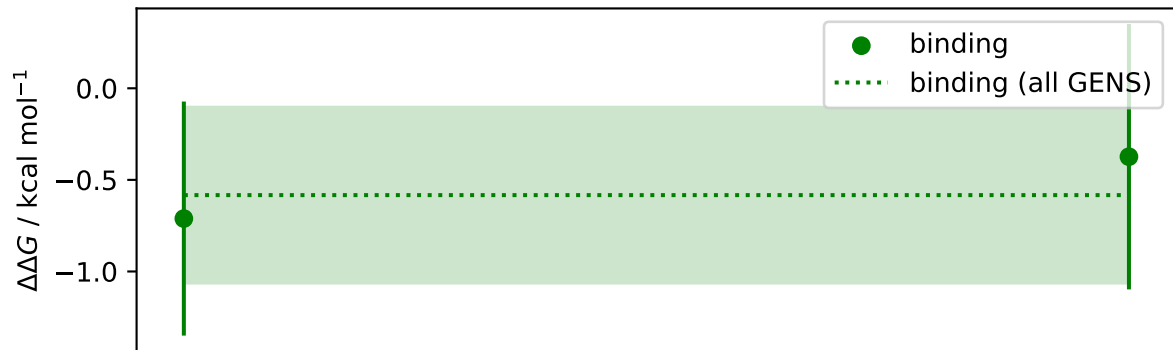 ΔΔG / kcal mol⁻¹
0.0
−0.5
−1.0
binding
binding (all GENS)